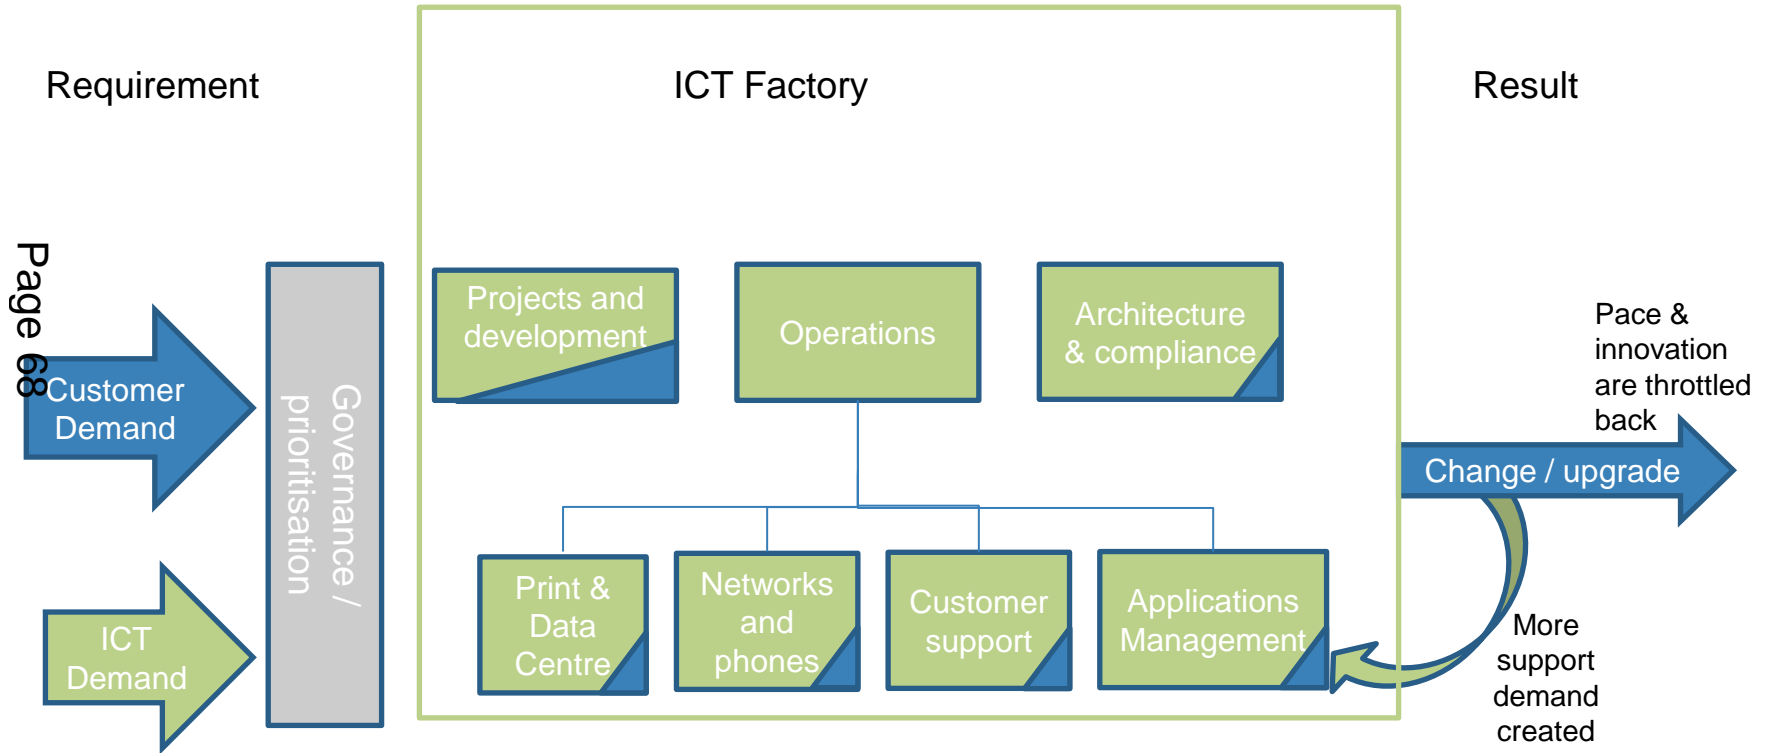 Requirement
ICT Factory
Result
Page 68
Customer
Demand
ICT
Demand
Governance /
prioritisation
Projects and
development
Operations
Architecture
& compliance
Print &
Data
Centre
Networks
and
phones
Customer
support
Applications
Management
Pace &
innovation
are throttled
back
Change / upgrade
More
support
demand
created